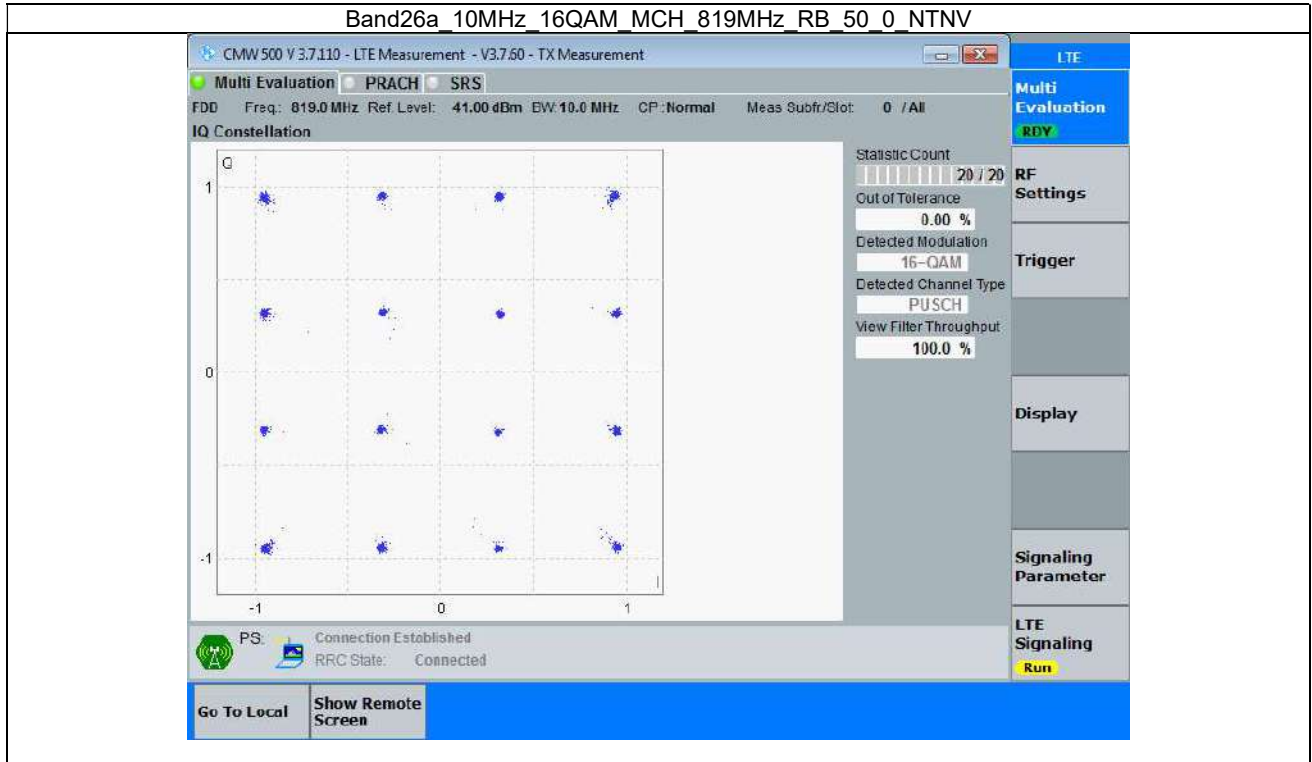 Band26a_10MHz_16QAM_MCH_819MHz_RB_50_0_NTNV
CMW 500 V 3.7.110 - LTE Measurement - V3.7.60 - TX Measurement
LTE
Multi Evaluation PRACH SRS
Multi
Evaluation
RDY
FDD Freq.: 819.0 MHz Ref. Level: 41.00 dBm BW: 10.0 MHz CP : Normal Meas Subfr./Slot: 0 / All
IQ Constellation
Statistic Count
20 / 20
Out of Tolerance
0.00 %
Detected Modulation
16-QAM
Detected Channel Type
PUSCH
View Filter Throughput
100.0 %
Q
1
0
-1
-1 0 1
I
RF
Settings
Trigger
Display
Signaling
Parameter
LTE
Signaling
Run
PS: Connection Established
RRC State: Connected
Go To Local
Show Remote
Screen